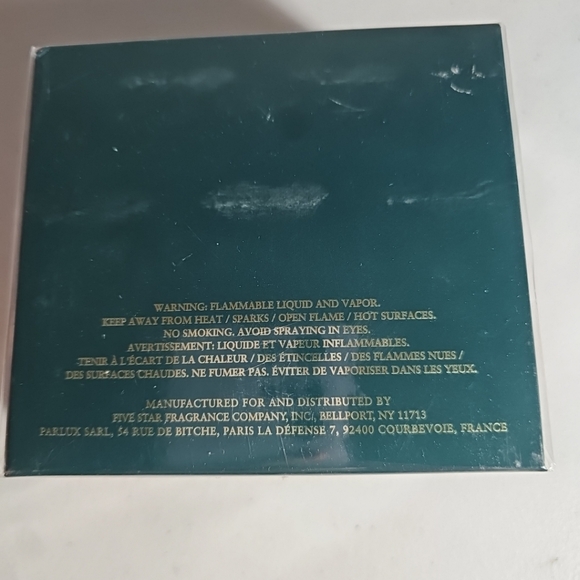 WARNING: FLAMMABLE LIQUID AND VAPOR.
KEEP AWAY FROM HEAT / SPARKS / OPEN FLAME / HOT SURFACES.
NO SMOKING. AVOID SPRAYING IN EYES.
AVERTISSEMENT: LIQUIDE ET VAPEUR INFLAMMABLES.
TENIR À L'ÉCART DE LA CHALEUR / DES ÉTINCELLES / DES FLAMMES NUES /
DES SURFACES CHAUDES. NE FUMER PAS. ÉVITER DE VAPORISER DANS LES YEUX.
MANUFACTURED FOR AND DISTRIBUTED BY
FIVE STAR FRAGRANCE COMPANY, INC., BELLPORT, NY 11713
PARLUX SARL, 54 RUE DE BITCHE, PARIS LA DÉFENSE 7, 92400 COURBEVOIE, FRANCE